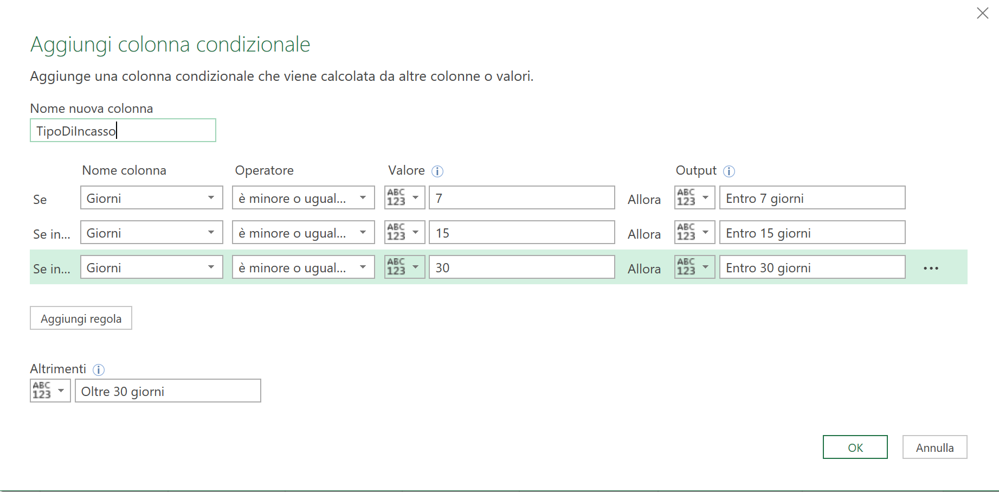 Aggiungi colonna condizionale
Aggiunge una colonna condizionale che viene calcolata da altre colonne o valori.
Nome nuova colonna
TipoDiIncasso
Nome colonna Operatore Valore Output
Se Giorni è minore o ugual... ABC 123 7 Allora ABC 123 Entro 7 giorni
Se in... Giorni è minore o ugual... ABC 123 15 Allora ABC 123 Entro 15 giorni
Se in... Giorni è minore o ugual... ABC 123 30 Allora ABC 123 Entro 30 giorni ...
Aggiungi regola
Altrimenti
ABC 123 Oltre 30 giorni
OK Annulla